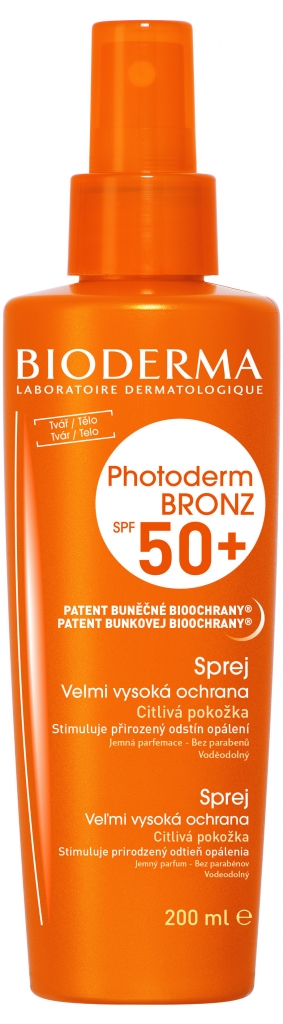 BIODERMA
LABORATOIRE DERMATOLOGIQUE
Tvář / Tělo
Tvár / Telo
Photoderm
BRONZ
SPF 50+
PATENT BUNĚČNÉ BIOOCHRANY®
PATENT BUNKOVEJ BIOOCHRANY®
Sprej
Velmi vysoká ochrana
Citlivá pokožka
Stimuluje přirozený odstín opálení
Jemná parfemace - Bez parabenů
Voděodolný
Sprej
Veľmi vysoká ochrana
Citlivá pokožka
Stimuluje prirodzený odtieň opálenia
Jemný parfum - Bez parabénov
Vodeodolný
200 ml ℮